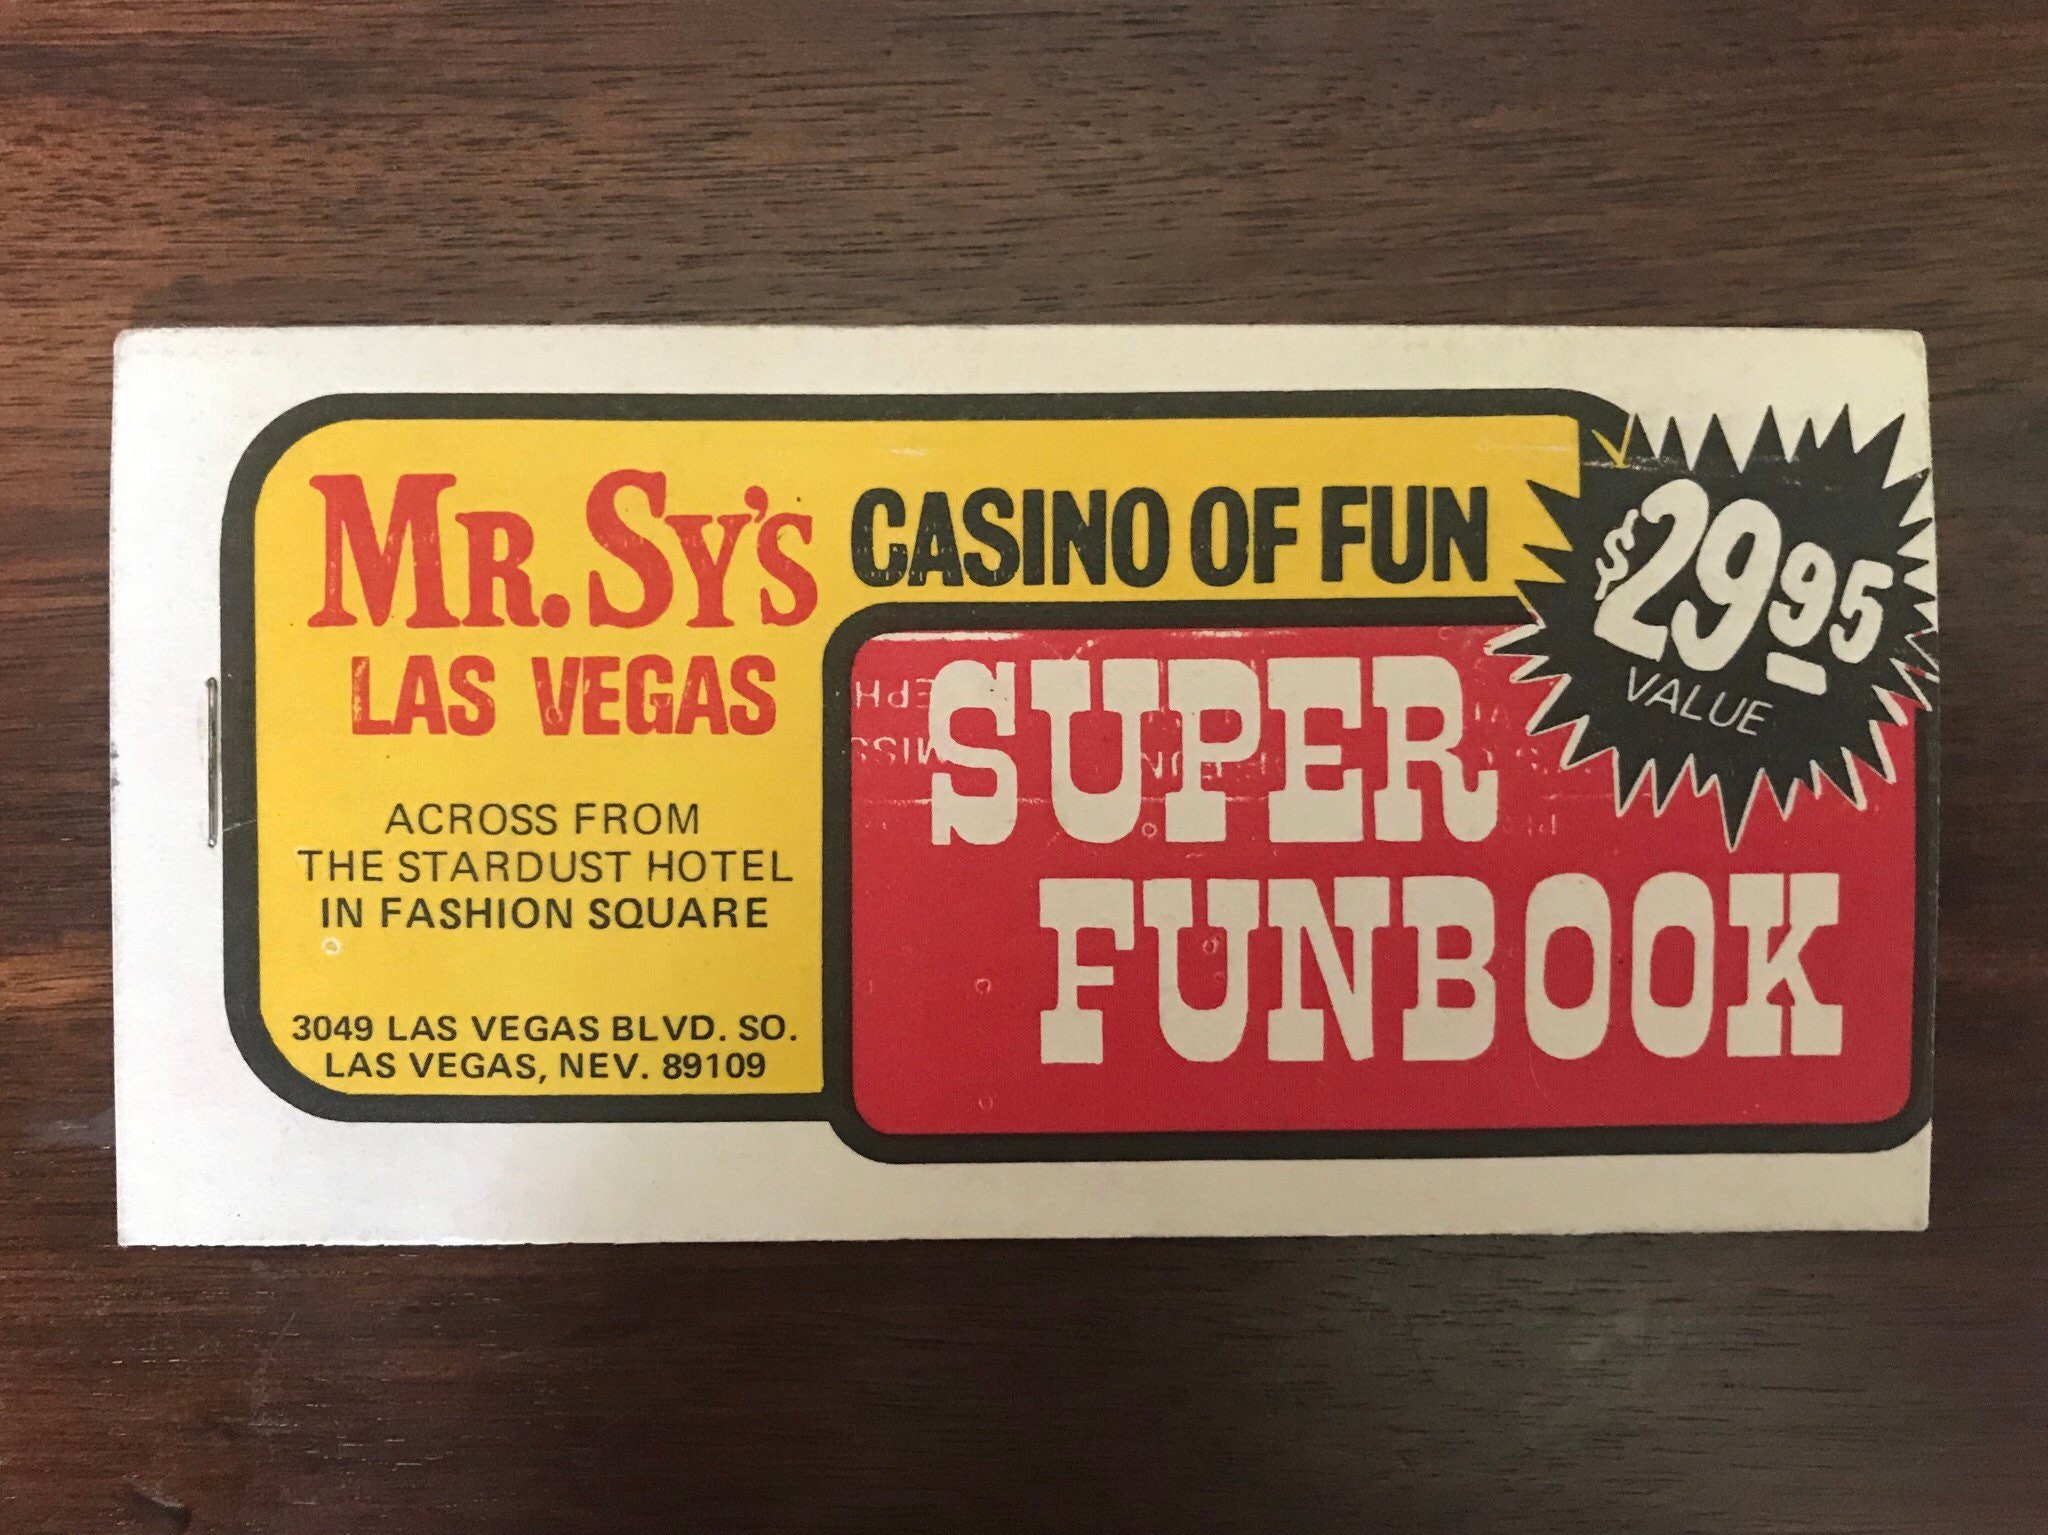 MR. SY'S CASINO OF FUN
LAS VEGAS
ACROSS FROM
THE STARDUST HOTEL
IN FASHION SQUARE
3049 LAS VEGAS BLVD. SO.
LAS VEGAS, NEV. 89109
$29.95
VALUE
SUPER
FUNBOOK